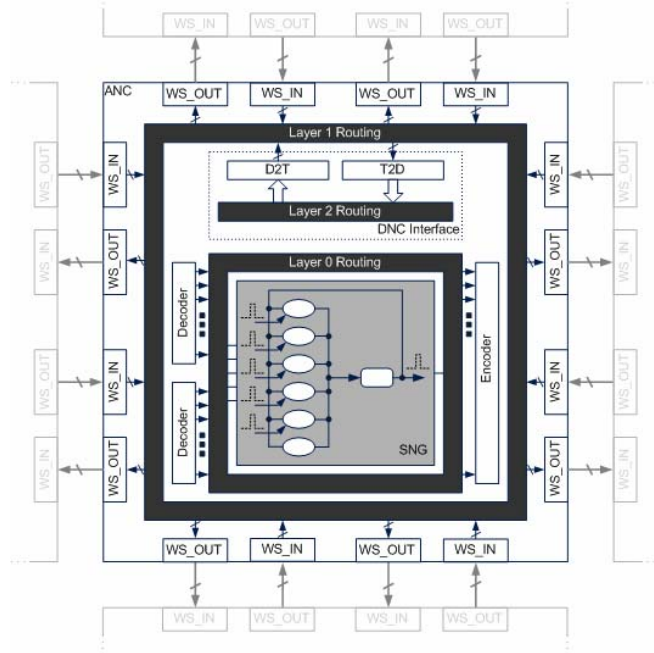 WS_IN WS_OUT WS_IN WS_OUT
ANC
WS_OUT WS_IN WS_OUT WS_IN
Layer 1 Routing
WS_OUT WS_IN WS_IN WS_OUT
D2T T2D
Layer 2 Routing
DNC Interface
WS_IN WS_OUT WS_OUT WS_IN
Layer 0 Routing
Decoder
Encoder
WS_OUT WS_IN WS_IN WS_OUT
Decoder
SNG
WS_IN WS_OUT WS_OUT WS_IN
WS_OUT WS_IN WS_OUT WS_IN
WS_IN WS_OUT WS_IN WS_OUT